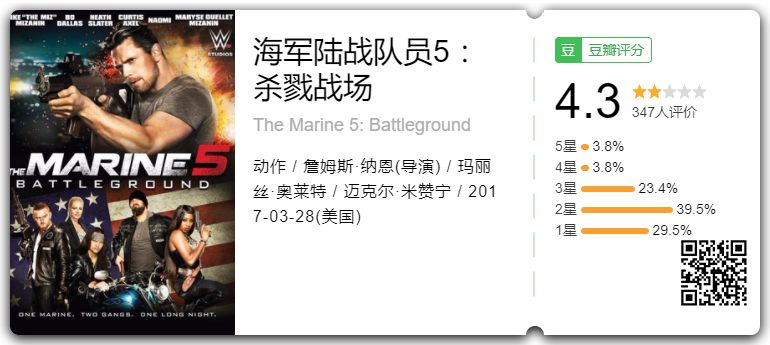 MIKE "THE MIZ" MIZANIN
BO DALLAS
HEATH SLATER
CURTIS AXEL
NAOMI
MARYSE OUELLET MIZANIN
W
STUDIOS
THE MARINE 5
BATTLEGROUND
ONE MARINE. TWO GANGS. ONE LONG NIGHT.
海军陆战队员5：
杀戮战场
The Marine 5: Battleground
动作 / 詹姆斯·纳恩(导演) / 玛丽
丝·奥莱特 / 迈克尔·米赞宁 / 201
7-03-28(美国)
豆 豆瓣评分
4.3
347人评价
5星 3.8%
4星 3.8%
3星 23.4%
2星 39.5%
1星 29.5%